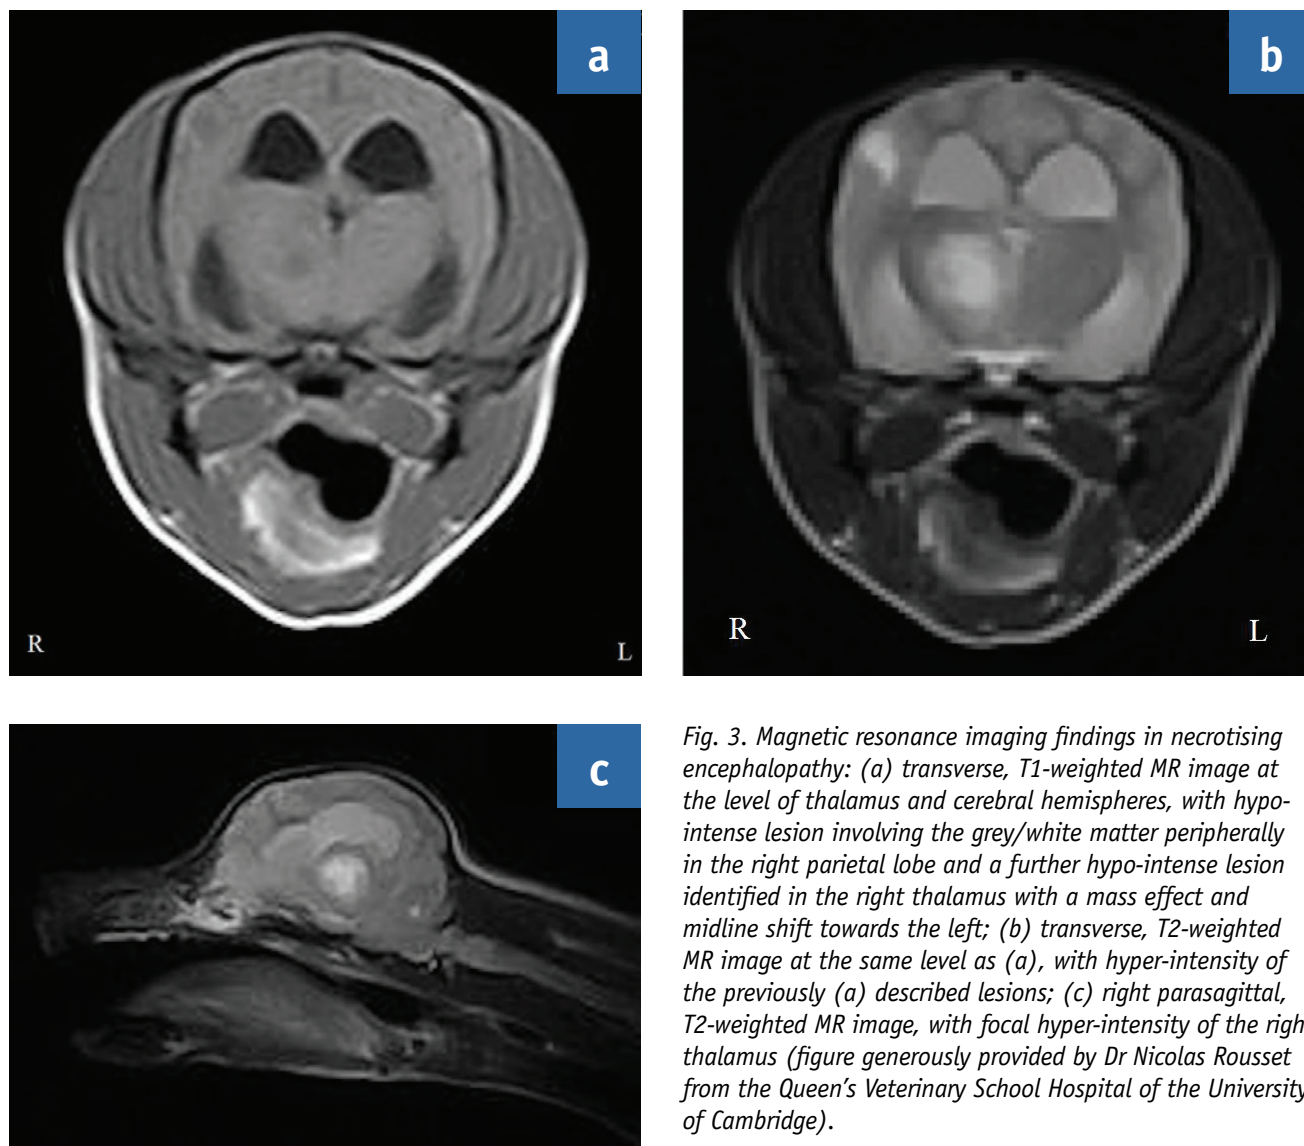 a
b
R
L
R
L
c
Fig. 3. Magnetic resonance imaging findings in necrotising
encephalopathy: (a) transverse, T1-weighted MR image at
the level of thalamus and cerebral hemispheres, with hypo-
intense lesion involving the grey/white matter peripherally
in the right parietal lobe and a further hypo-intense lesion
identified in the right thalamus with a mass effect and
midline shift towards the left; (b) transverse, T2-weighted
MR image at the same level as (a), with hyper-intensity of
the previously (a) described lesions; (c) right parasagittal,
T2-weighted MR image, with focal hyper-intensity of the righ
thalamus (figure generously provided by Dr Nicolas Rousset
from the Queen's Veterinary School Hospital of the University
of Cambridge).